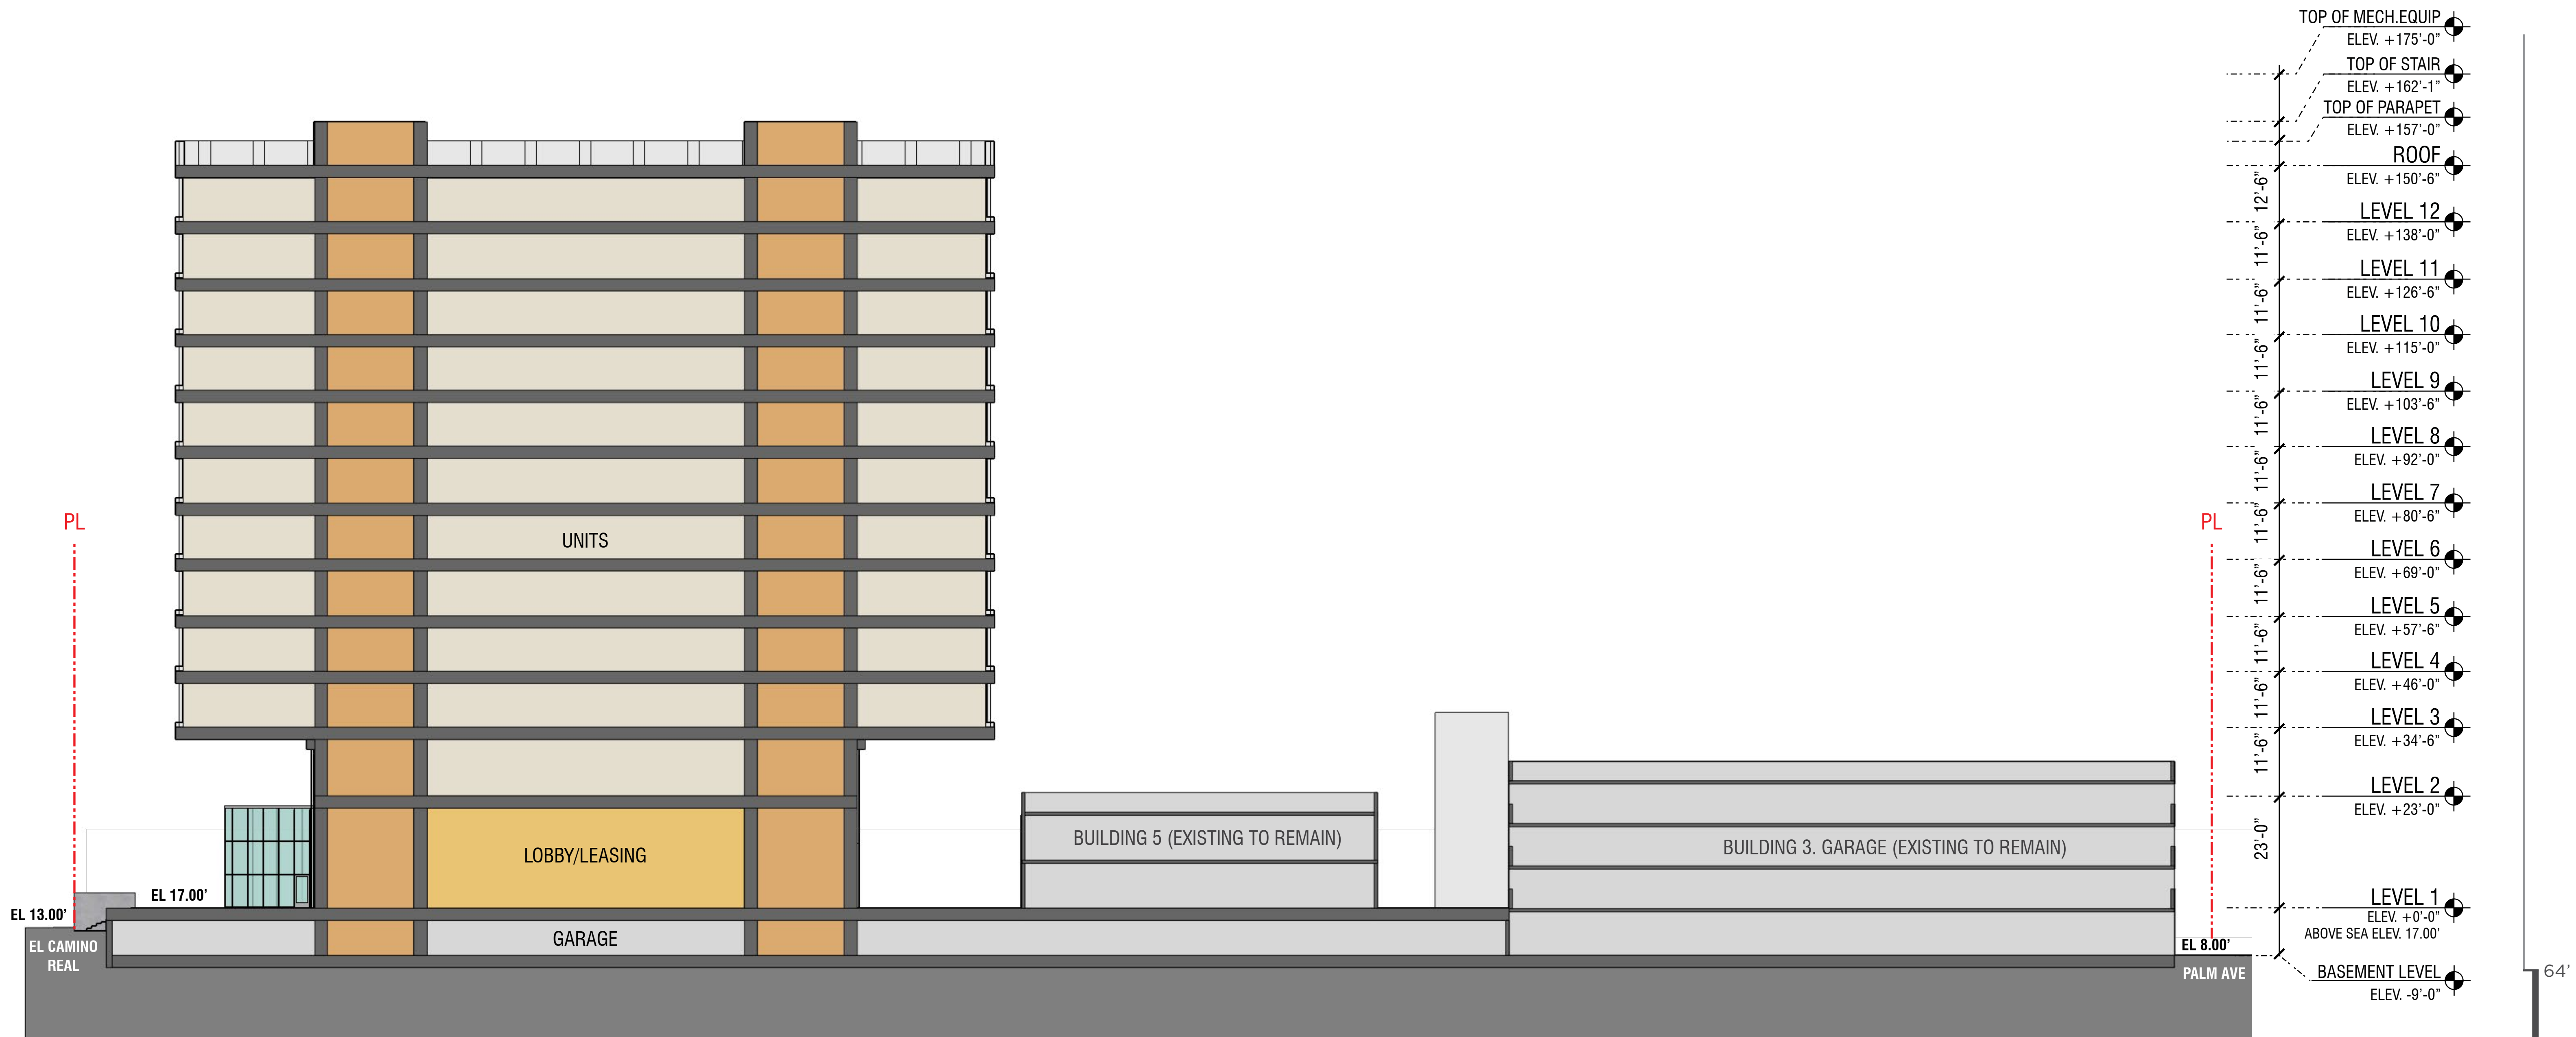 TOP OF MECH.EQUIP
ELEV. +175'-0"
TOP OF STAIR
ELEV. +162'-1"
TOP OF PARAPET
ELEV. +157'-0"
ROOF
ELEV. +150'-6"
12'-6"
LEVEL 12
ELEV. +138'-0"
11'-6"
LEVEL 11
ELEV. +126'-6"
11'-6"
LEVEL 10
ELEV. +115'-0"
11'-6"
LEVEL 9
ELEV. +103'-6"
11'-6"
LEVEL 8
ELEV. +92'-0"
11'-6"
LEVEL 7
ELEV. +80'-6"
11'-6"
LEVEL 6
ELEV. +69'-0"
11'-6"
LEVEL 5
ELEV. +57'-6"
11'-6"
LEVEL 4
ELEV. +46'-0"
11'-6"
LEVEL 3
ELEV. +34'-6"
11'-6"
LEVEL 2
ELEV. +23'-0"
23'-0"
LEVEL 1
ELEV. +0'-0"
ABOVE SEA ELEV. 17.00'
BASEMENT LEVEL
ELEV. -9'-0"
64'
PL
PL
UNITS
LOBBY/LEASING
GARAGE
BUILDING 5 (EXISTING TO REMAIN)
BUILDING 3. GARAGE (EXISTING TO REMAIN)
EL 17.00'
EL 13.00'
EL CAMINO
REAL
EL 8.00'
PALM AVE